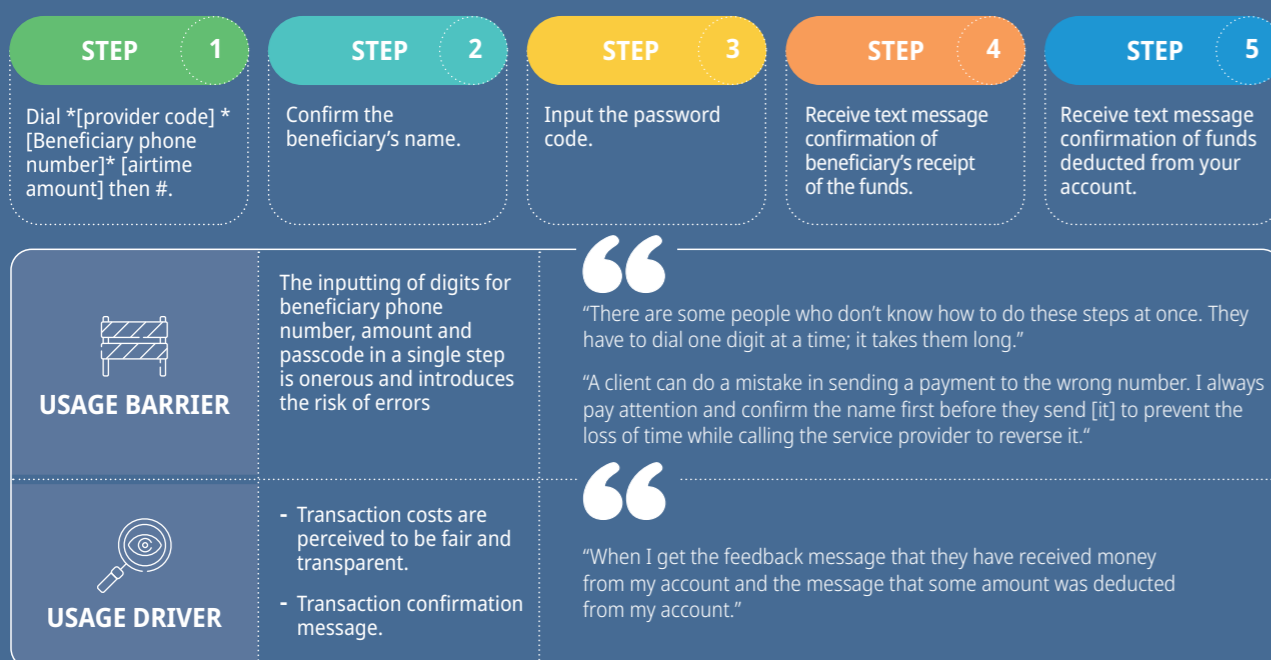 STEP 1
Dial *[provider code] *
[Beneficiary phone
number]* [airtime
amount] then #.
STEP 2
Confirm the
beneficiary’s name.
STEP 3
Input the password
code.
STEP 4
Receive text message
confirmation of
beneficiary’s receipt
of the funds.
STEP 5
Receive text message
confirmation of funds
deducted from your
account.
USAGE BARRIER
The inputting of digits for
beneficiary phone
number, amount and
passcode in a single step
is onerous and introduces
the risk of errors
“There are some people who don’t know how to do these steps at once. They
have to dial one digit at a time; it takes them long.”
“A client can do a mistake in sending a payment to the wrong number. I always
pay attention and confirm the name first before they send [it] to prevent the
loss of time while calling the service provider to reverse it.“
USAGE DRIVER
- Transaction costs are
perceived to be fair and
transparent.
- Transaction confirmation
message.
“When I get the feedback message that they have received money
from my account and the message that some amount was deducted
from my account.”